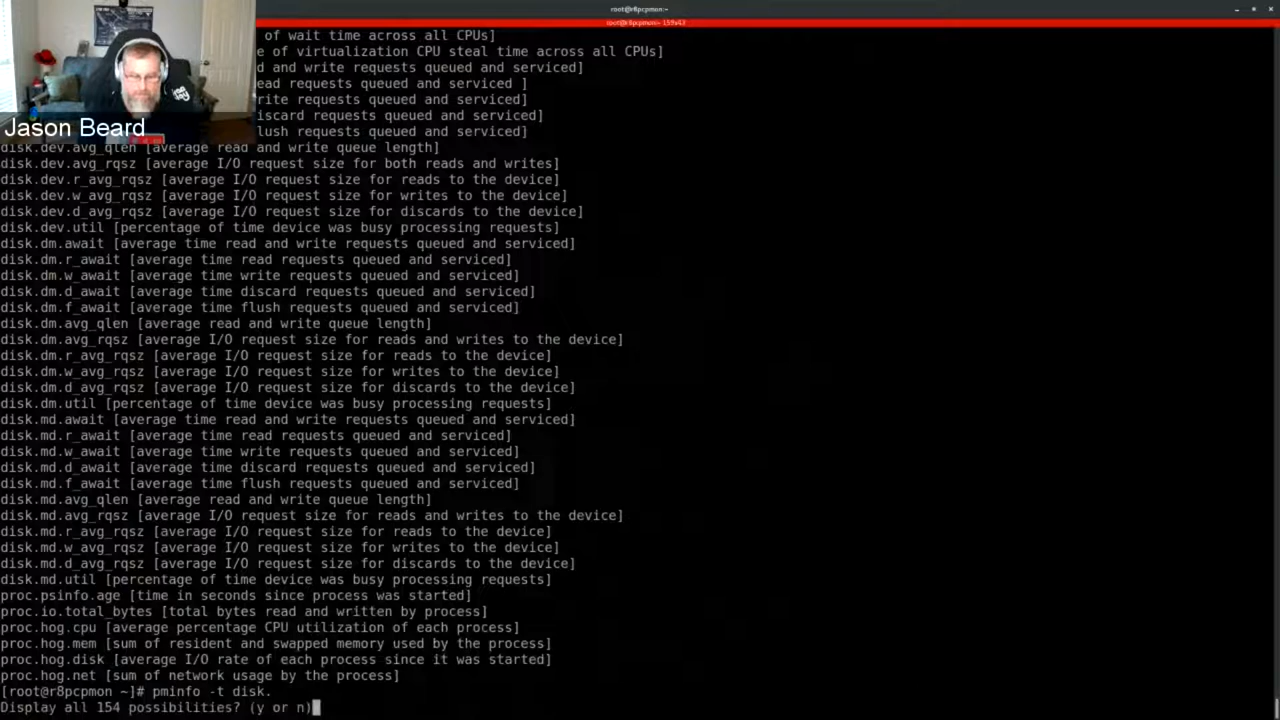 root@r8pcpmon:~
root@r8pcpmon:~ 159x43
of wait time across all CPUs]
e of virtualization CPU steal time across all CPUs]
d and write requests queued and serviced]
ead requests queued and serviced ]
rite requests queued and serviced]
iscard requests queued and serviced]
lush requests queued and serviced]
Jason Beard
disk.dev.avg_qlen [average read and write queue length]
disk.dev.avg_rqsz [average I/O request size for both reads and writes]
disk.dev.r_avg_rqsz [average I/O request size for reads to the device]
disk.dev.w_avg_rqsz [average I/O request size for writes to the device]
disk.dev.d_avg_rqsz [average I/O request size for discards to the device]
disk.dev.util [percentage of time device was busy processing requests]
disk.dm.await [average time read and write requests queued and serviced]
disk.dm.r_await [average time read requests queued and serviced]
disk.dm.w_await [average time write requests queued and serviced]
disk.dm.d_await [average time discard requests queued and serviced]
disk.dm.f_await [average time flush requests queued and serviced]
disk.dm.avg_qlen [average read and write queue length]
disk.dm.avg_rqsz [average I/O request size for reads and writes to the device]
disk.dm.r_avg_rqsz [average I/O request size for reads to the device]
disk.dm.w_avg_rqsz [average I/O request size for writes to the device]
disk.dm.d_avg_rqsz [average I/O request size for discards to the device]
disk.dm.util [percentage of time device was busy processing requests]
disk.md.await [average time read and write requests queued and serviced]
disk.md.r_await [average time read requests queued and serviced]
disk.md.w_await [average time write requests queued and serviced]
disk.md.d_await [average time discard requests queued and serviced]
disk.md.f_await [average time flush requests queued and serviced]
disk.md.avg_qlen [average read and write queue length]
disk.md.avg_rqsz [average I/O request size for reads and writes to the device]
disk.md.r_avg_rqsz [average I/O request size for reads to the device]
disk.md.w_avg_rqsz [average I/O request size for writes to the device]
disk.md.d_avg_rqsz [average I/O request size for discards to the device]
disk.md.util [percentage of time device was busy processing requests]
proc.psinfo.age [time in seconds since process was started]
proc.io.total_bytes [total bytes read and written by process]
proc.hog.cpu [average percentage CPU utilization of each process]
proc.hog.mem [sum of resident and swapped memory used by the process]
proc.hog.disk [average I/O rate of each process since it was started]
proc.hog.net [sum of network usage by the process]
[root@r8pcpmon ~]# pminfo -t disk.
Display all 154 possibilities? (y or n)